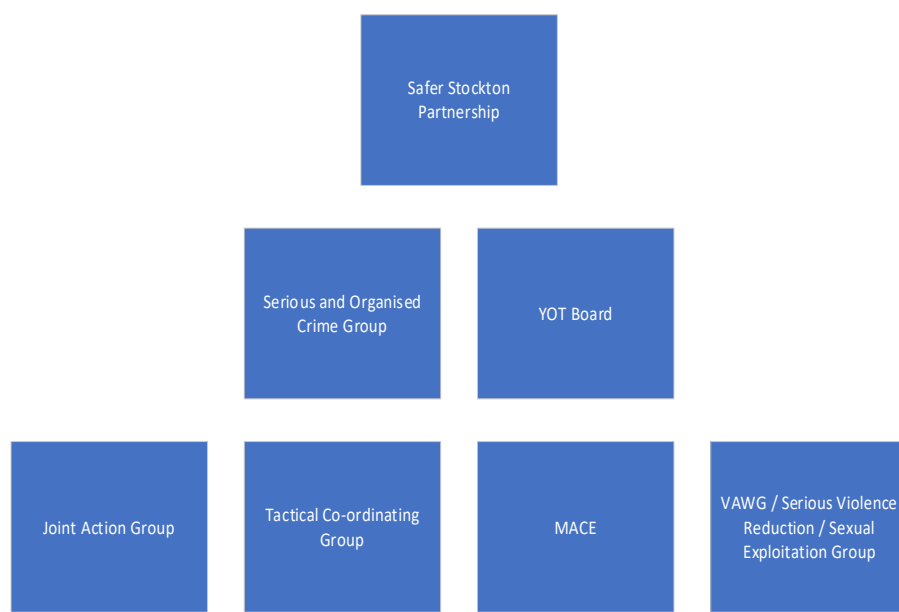 Safer Stockton
Partnership
Serious and Organised
Crime Group
YOT Board
Joint Action Group
Tactical Co-ordinating
Group
MACE
VAWG / Serious Violence
Reduction / Sexual
Exploitation Group